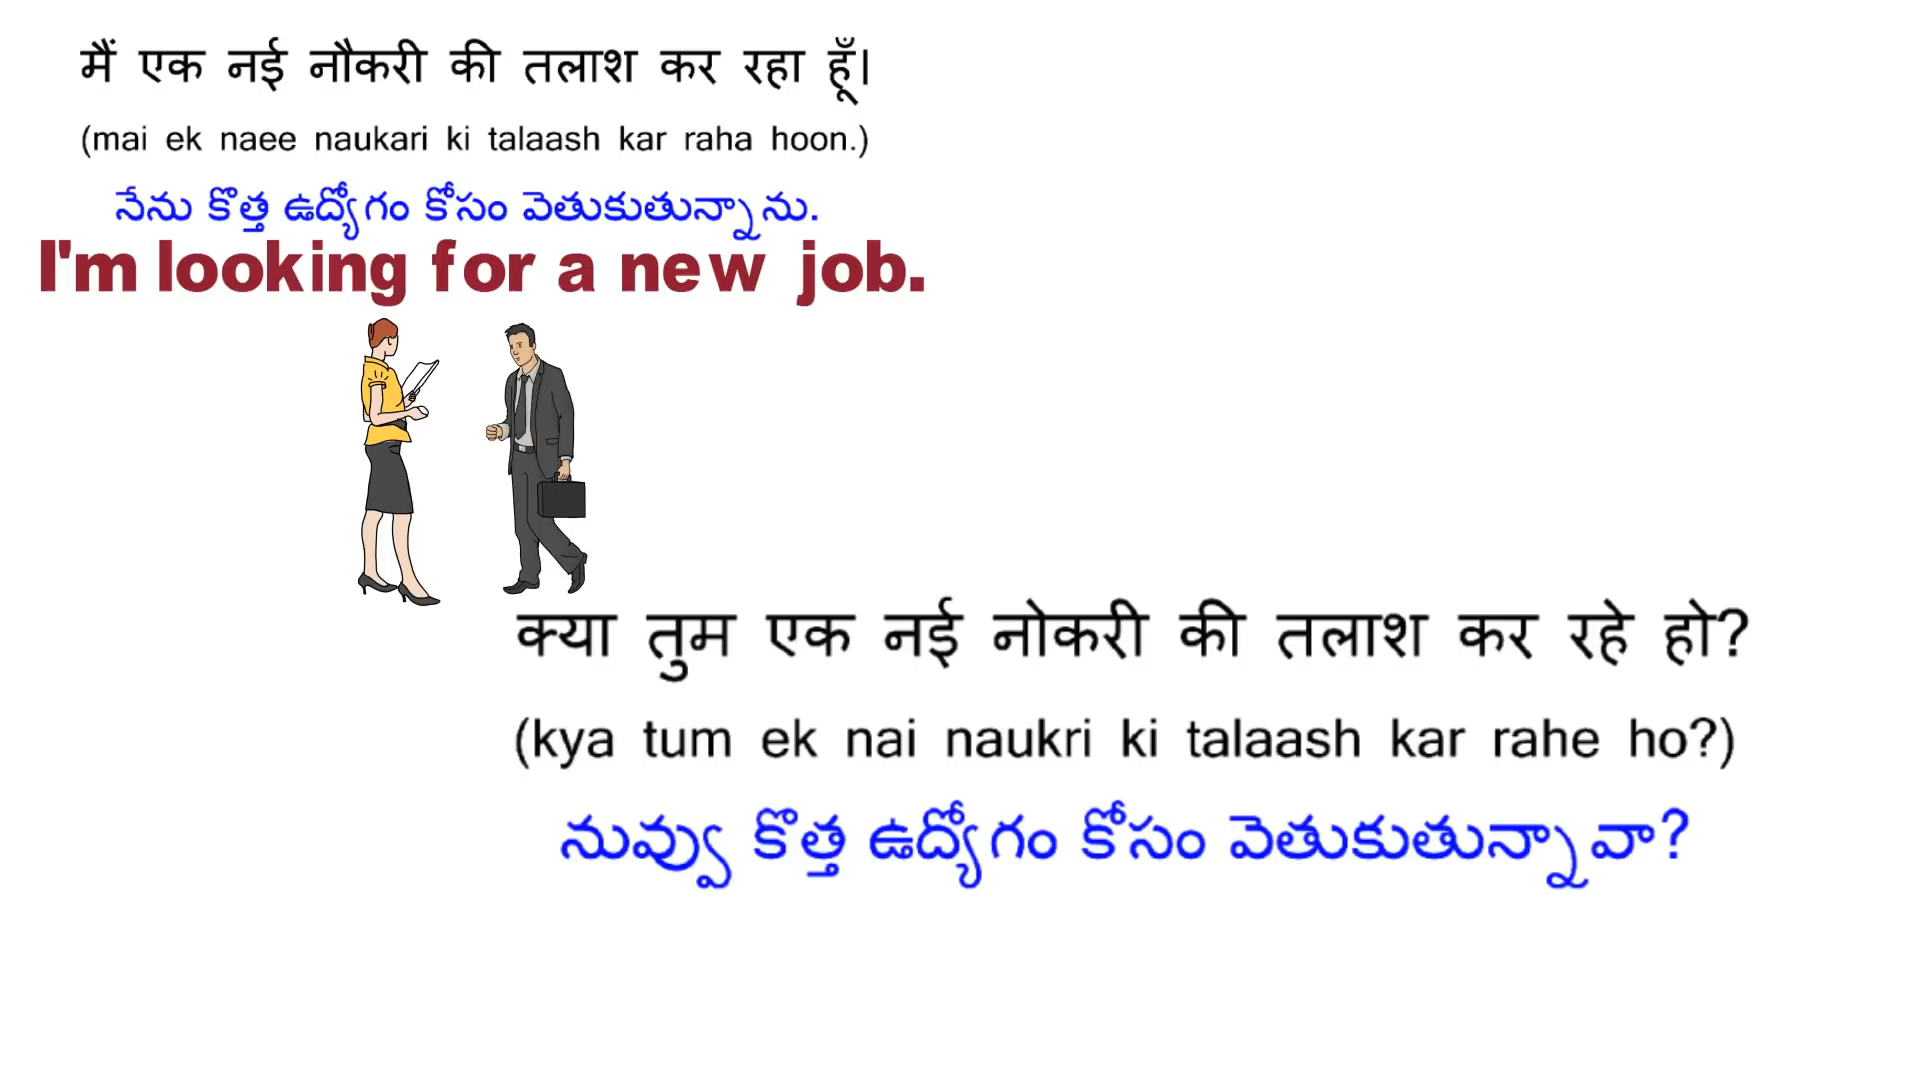 मैं एक नई नौकरी की तलाश कर रहा हूँ।
(mai ek naee naukari ki talaash kar raha hoon.)
నేను కొత్త ఉద్యోగం కోసం వెతుకుతున్నాను.
I'm looking for a new job.
क्या तुम एक नई नोकरी की तलाश कर रहे हो?
(kya tum ek nai naukri ki talaash kar rahe ho?)
నువ్వు కొత్త ఉద్యోగం కోసం వెతుకుతున్నావా?